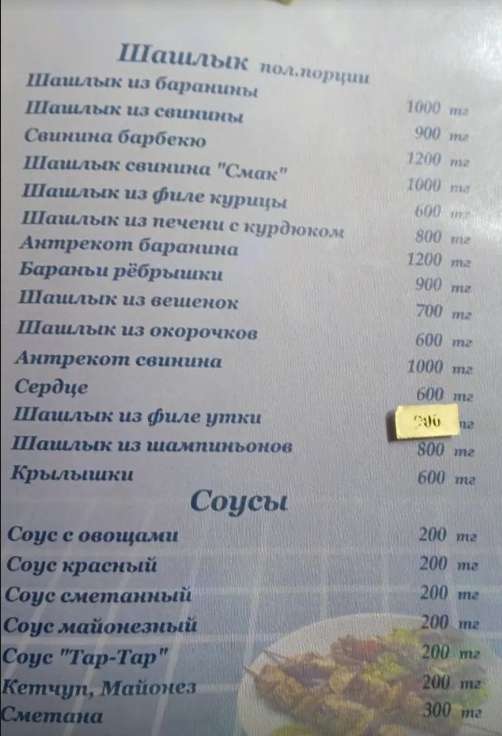 Шашлык пол.порции
Шашлык из баранины 1000 тг
Шашлык из свинины 900 тг
Свинина барбекю 1200 тг
Шашлык свинина "Смак" 1000 тг
Шашлык из филе курицы 600 тг
Шашлык из печени с курдюком 800 тг
Антрекот баранина 1200 тг
Бараньи рёбрышки 900 тг
Шашлык из вешенок 700 тг
Шашлык из окорочков 600 тг
Антрекот свинина 1000 тг
Сердце 600 тг
Шашлык из филе утки тг
Шашлык из шампиньонов 800 тг
Крылышки 600 тг
Соусы
Соус с овощами 200 тг
Соус красный 200 тг
Соус сметанный 200 тг
Соус майонезный 200 тг
Соус "Тар-Тар" 200 тг
Кетчуп, Майонез 200 тг
Сметана 300 тг